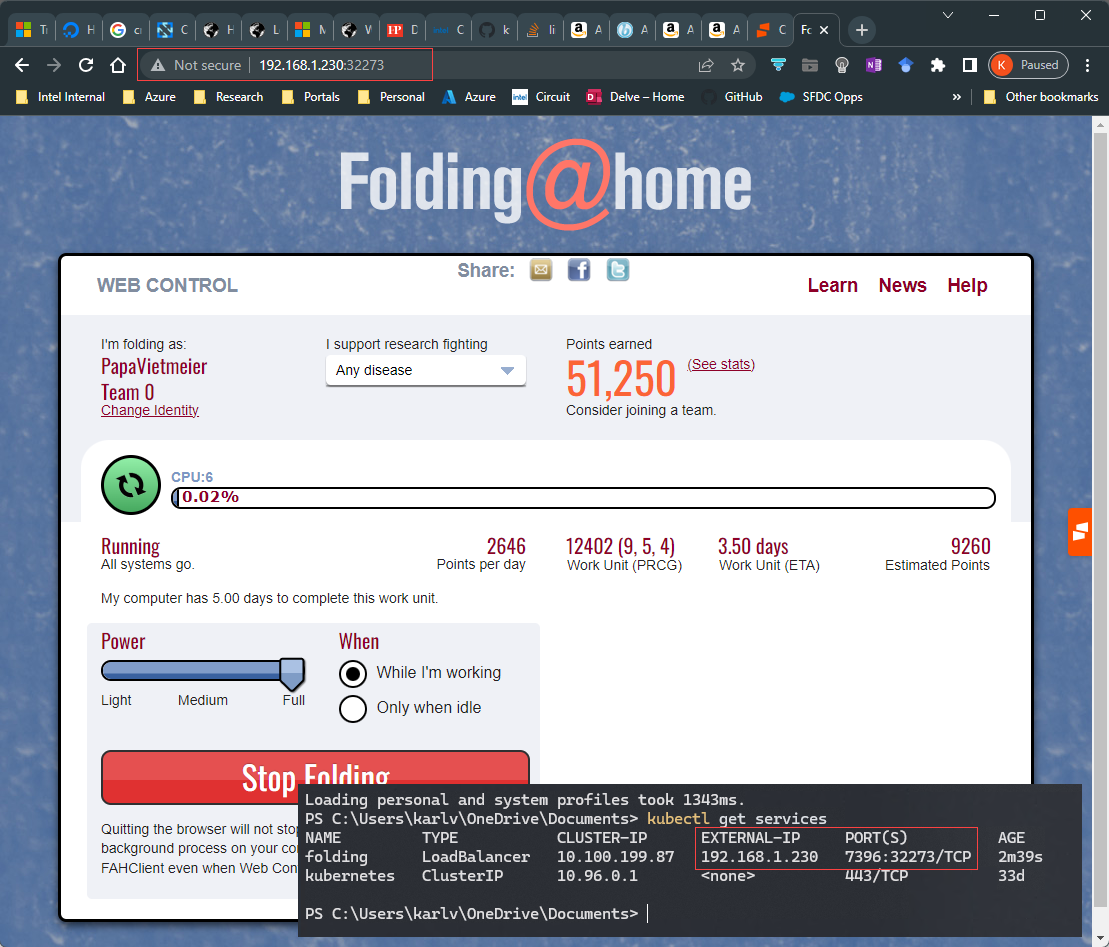 Not secure 192.168.1.230:32273
K Paused
Intel Internal Azure Research Portals Personal Azure Circuit Delve – Home GitHub SFDC Opps » Other bookmarks
Folding@home
WEB CONTROL
Share:
Learn News Help
I'm folding as:
PapaVietmeier
Team 0
Change Identity
I support research fighting
Any disease
Points earned
51,250 (See stats)
Consider joining a team.
CPU:6
0.02%
Running
All systems go.
2646
Points per day
12402 (9, 5, 4)
Work Unit (PRCG)
3.50 days
Work Unit (ETA)
9260
Estimated Points
My computer has 5.00 days to complete this work unit.
Power
Light Medium Full
When
While I'm working
Only when idle
Stop Folding
Quitting the browser will not sto
background process on your co
FAHClient even when Web Con
Loading personal and system profiles took 1343ms.
PS C:\Users\karlv\OneDrive\Documents> kubectl get services
NAME TYPE CLUSTER-IP EXTERNAL-IP PORT(S) AGE
folding LoadBalancer 10.100.199.87 192.168.1.230 7396:32273/TCP 2m39s
kubernetes ClusterIP 10.96.0.1 <none> 443/TCP 33d
PS C:\Users\karlv\OneDrive\Documents>